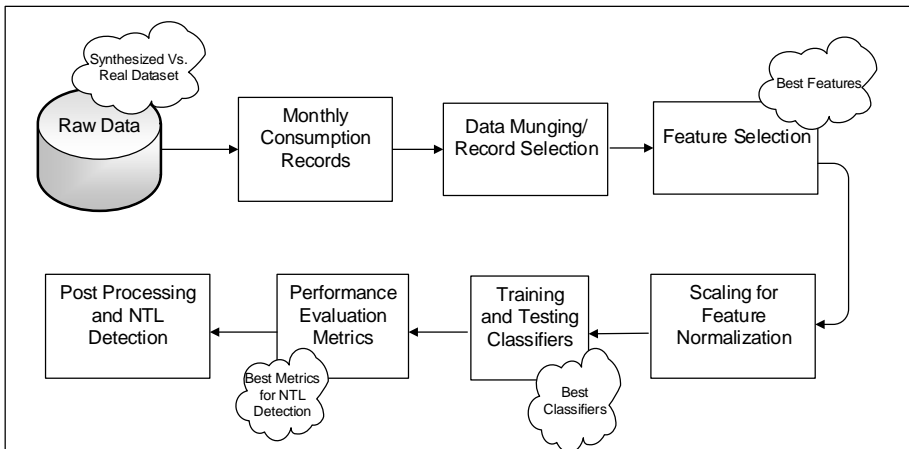 Synthesized Vs.
Real Dataset
Raw Data
Monthly
Consumption
Records
Data Munging/
Record Selection
Best Features
Feature Selection
Post Processing
and NTL
Detection
Performance
Evaluation
Metrics
Best Metrics
for NTL
Detection
Training
and Testing
Classifiers
Best
Classifiers
Scaling for
Feature
Normalization